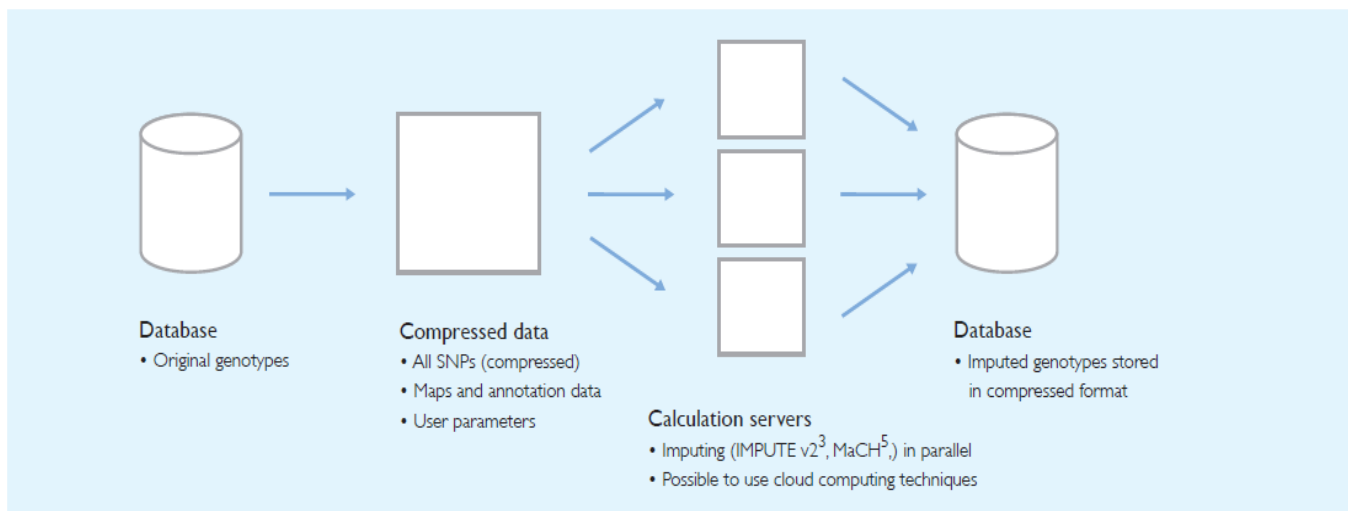 Database
• Original genotypes
Compressed data
• All SNPs (compressed)
• Maps and annotation data
• User parameters
Calculation servers
• Imputing (IMPUTE v2³, MaCH⁵,) in parallel
• Possible to use cloud computing techniques
Database
• Imputed genotypes stored
in compressed format